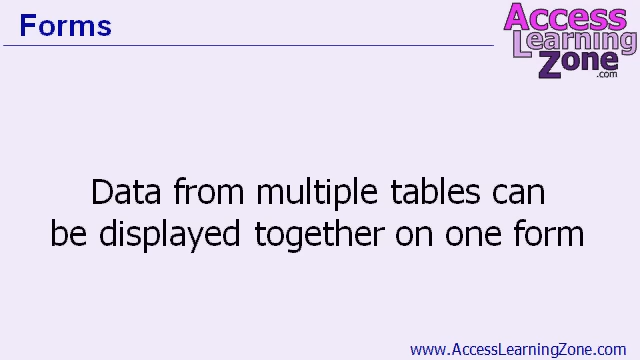 Forms
Access
Learning
Zone
.com
Data from multiple tables can
be displayed together on one form
www.AccessLearningZone.com